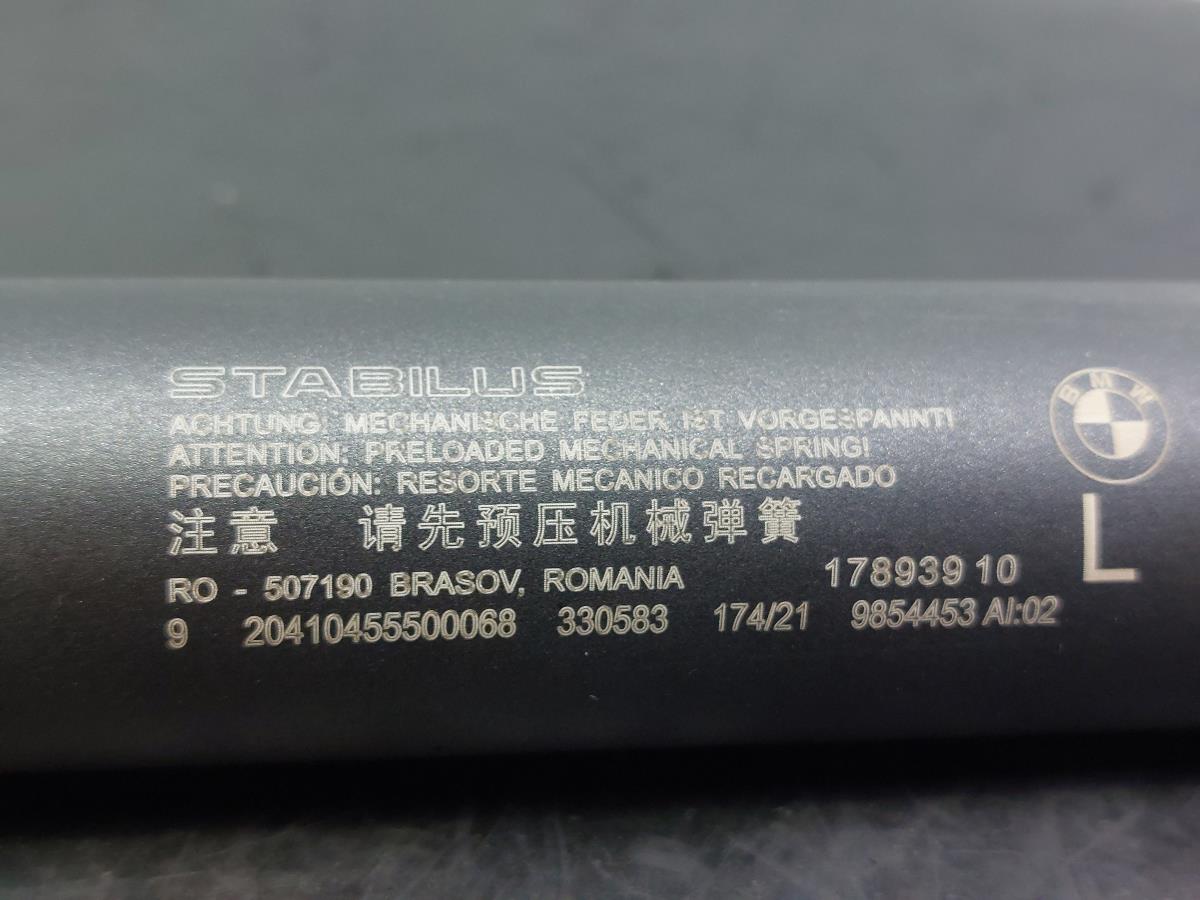 STABILUS
BMW
ACHTUNG: MECHANISCHE FEDER IST VORGESPANNT!
ATTENTION: PRELOADED MECHANICAL SPRING!
PRECAUCIÓN: RESORTE MECANICO RECARGADO
注意 请先预压机械弹簧
L
RO - 507190 BRASOV, ROMANIA 178939 10
9 20410455500068 330583 174/21 9854453 AI:02